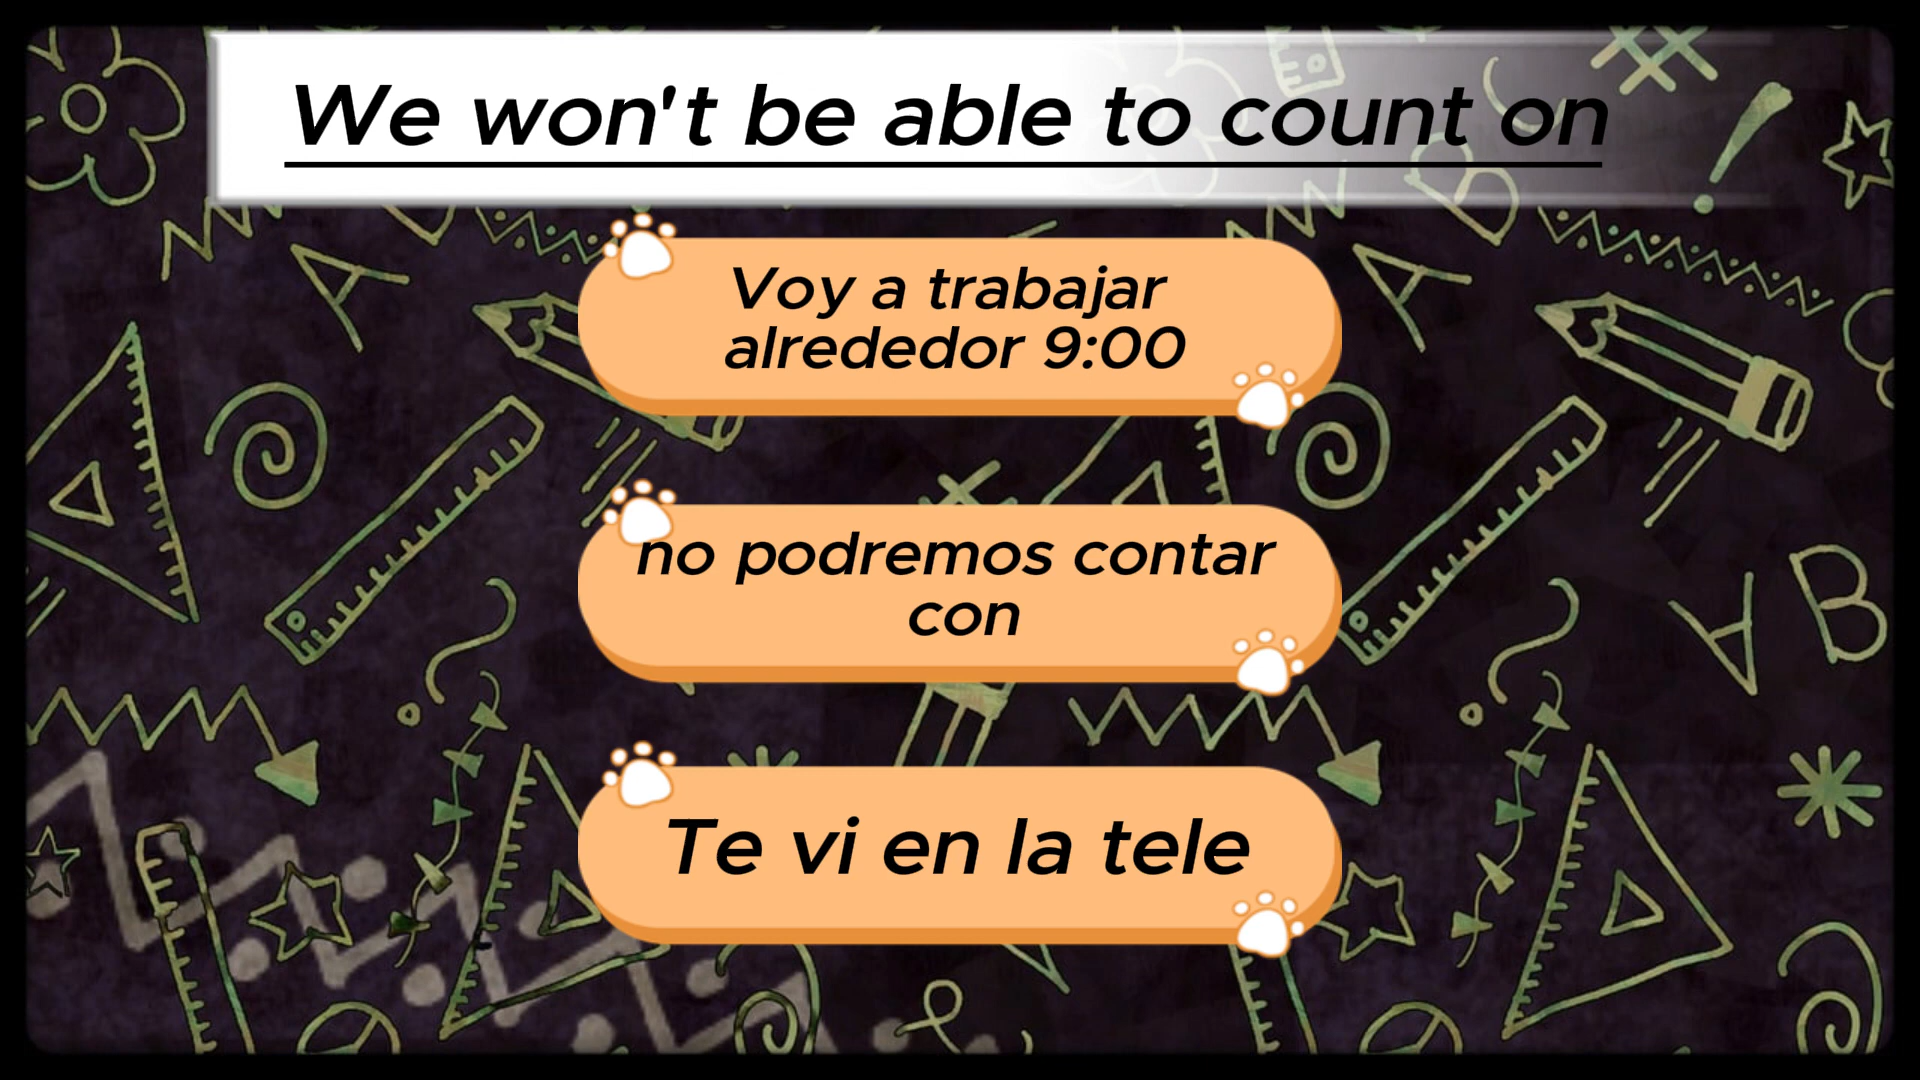 We won't be able to count on
Voy a trabajar
alrededor 9:00
no podremos contar
con
Te vi en la tele